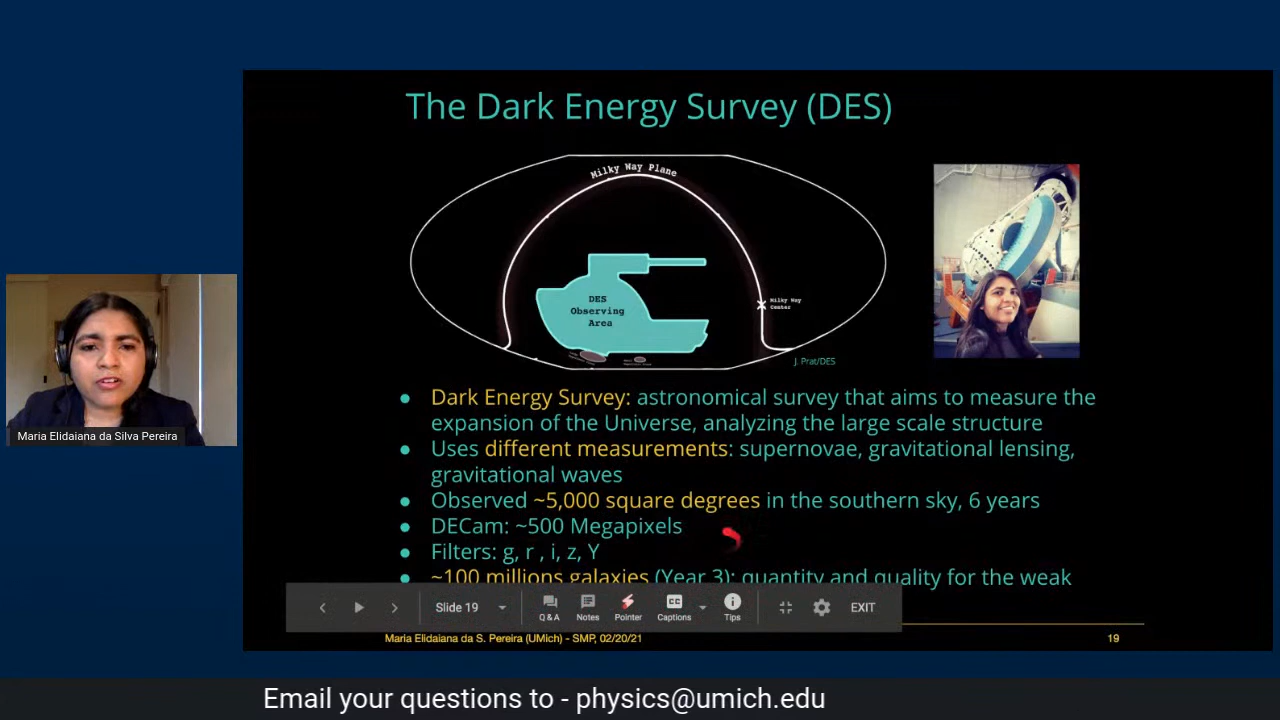 The Dark Energy Survey (DES)
Milky Way Plane
DES
Observing
Area
Milky Way
Center
J. Prat/DES
● Dark Energy Survey: astronomical survey that aims to measure the
expansion of the Universe, analyzing the large scale structure
● Uses different measurements: supernovae, gravitational lensing,
gravitational waves
● Observed ~5,000 square degrees in the southern sky, 6 years
● DECam: ~500 Megapixels
● Filters: g, r , i, z, Y
● ~100 millions galaxies (Year 3): quantity and quality for the weak
Slide 19
Q & A
Notes
Pointer
CC
Captions
Tips
EXIT
Maria Elidaiana da S. Pereira (UMich) - SMP, 02/20/21
19
Maria Elidaiana da Silva Pereira
Email your questions to - physics@umich.edu